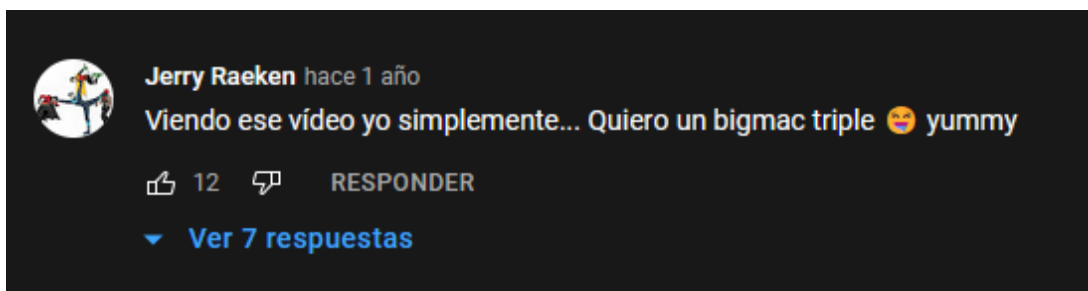 Jerry Raeken hace 1 año
Viendo ese vídeo yo simplemente... Quiero un bigmac triple 😝 yummy
12 RESPONDER
Ver 7 respuestas